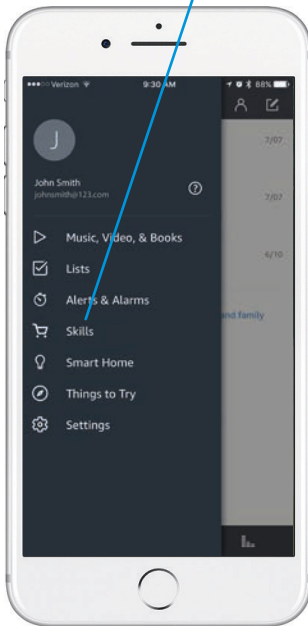 Verizon 9:30 AM 88%
7/07
J
John Smith
johnsmith@123.com
7/07
Music, Video, & Books
Lists
6/10
Alerts & Alarms
and family
Skills
Smart Home
Things to Try
Settings